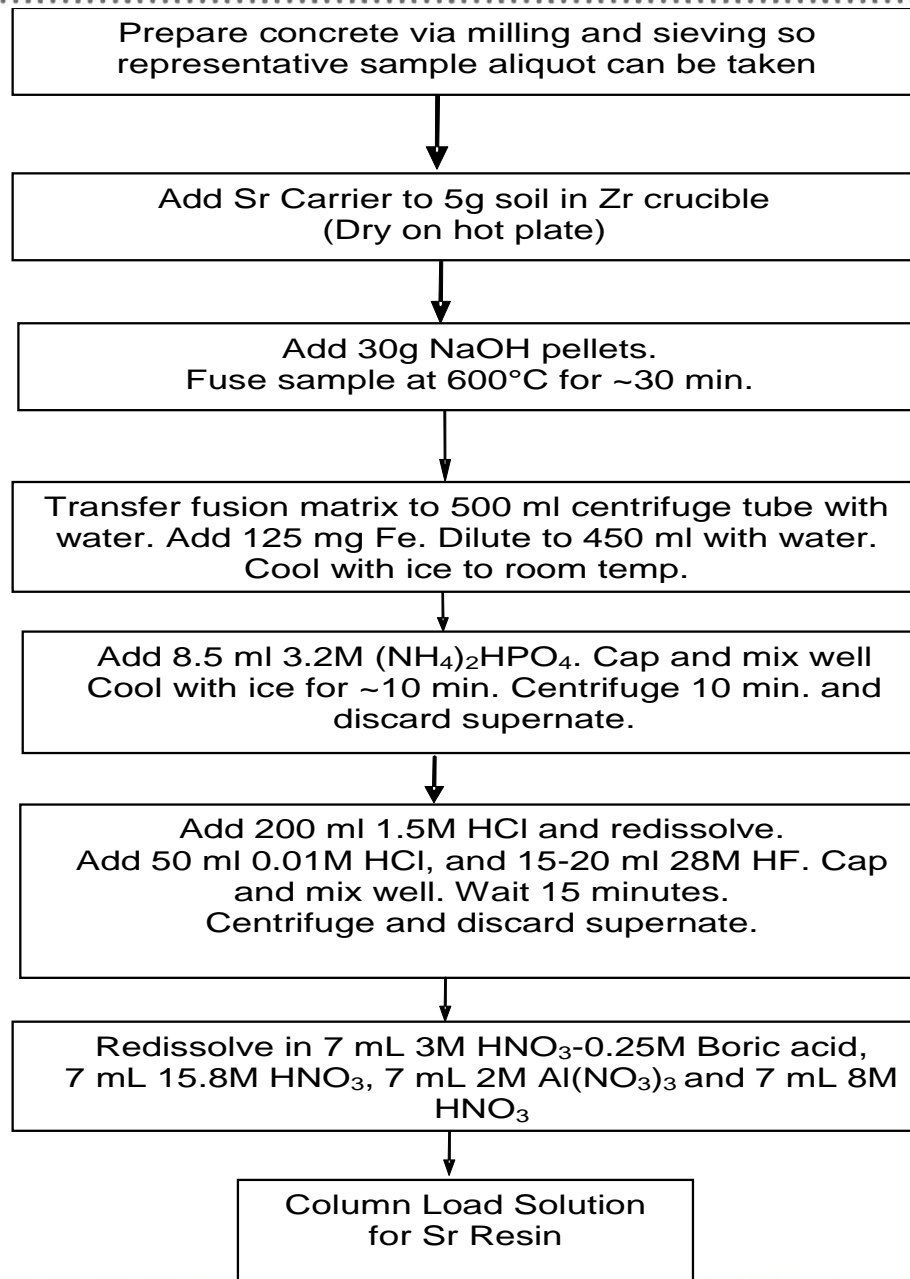 Prepare concrete via milling and sieving so
representative sample aliquot can be taken
Add Sr Carrier to 5g soil in Zr crucible
(Dry on hot plate)
Add 30g NaOH pellets.
Fuse sample at 600°C for ~30 min.
Transfer fusion matrix to 500 ml centrifuge tube with
water. Add 125 mg Fe. Dilute to 450 ml with water.
Cool with ice to room temp.
Add 8.5 ml 3.2M (NH₄)₂HPO₄. Cap and mix well
Cool with ice for ~10 min. Centrifuge 10 min. and
discard supernate.
Add 200 ml 1.5M HCl and redissolve.
Add 50 ml 0.01M HCl, and 15-20 ml 28M HF. Cap
and mix well. Wait 15 minutes.
Centrifuge and discard supernate.
Redissolve in 7 mL 3M HNO₃-0.25M Boric acid,
7 mL 15.8M HNO₃, 7 mL 2M Al(NO₃)₃ and 7 mL 8M
HNO₃
Column Load Solution
for Sr Resin